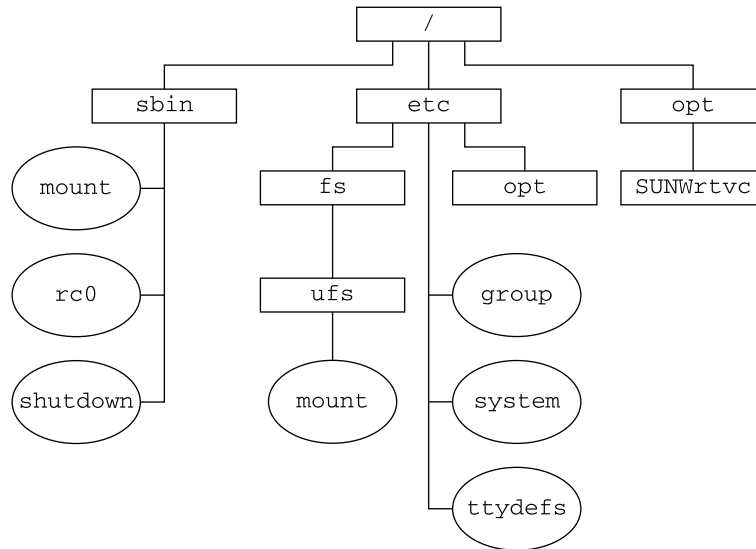 /
sbin
etc
opt
mount
fs
opt
SUNWrtvc
rc0
ufs
group
shutdown
mount
system
ttydefs